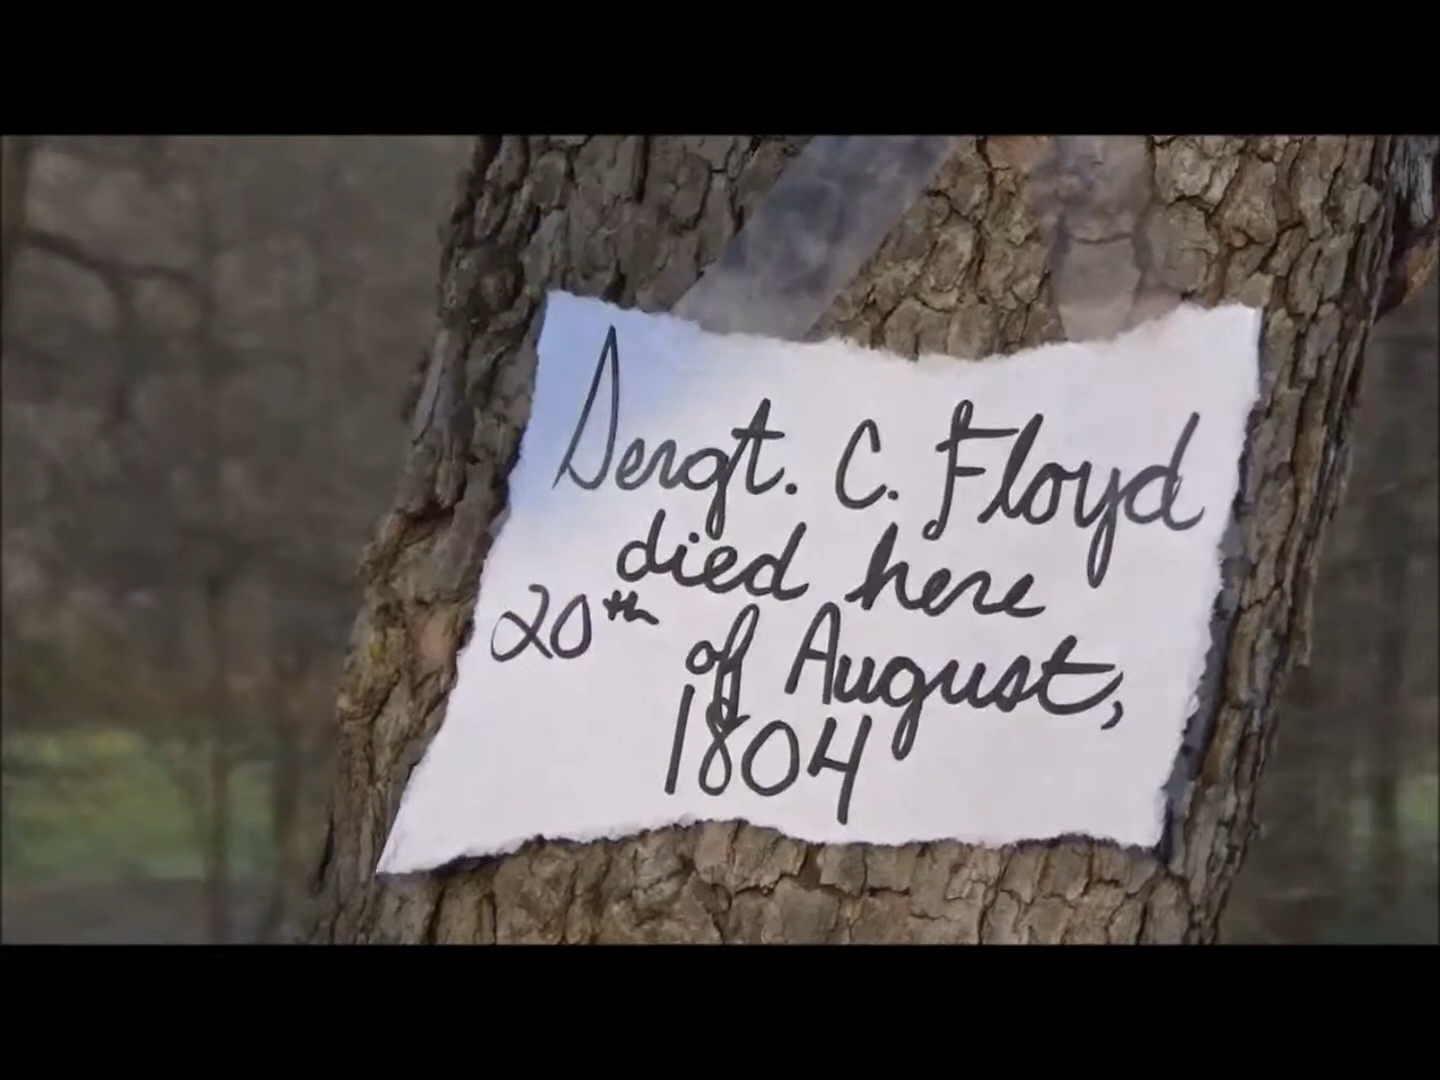 Sergt. C. Floyd
died here
20th of August,
1804